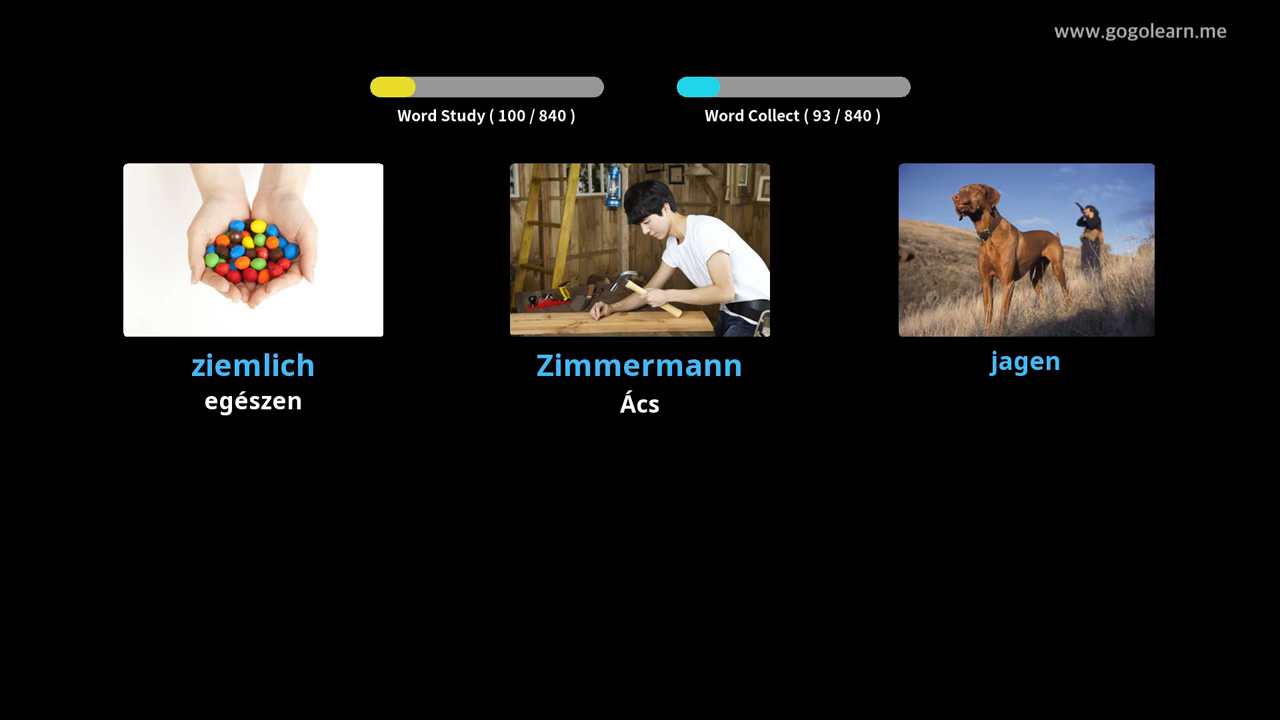 www.gogolearn.me
Word Study ( 100 / 840 )
Word Collect ( 93 / 840 )
ziemlich
egészen
Zimmermann
Ács
jagen